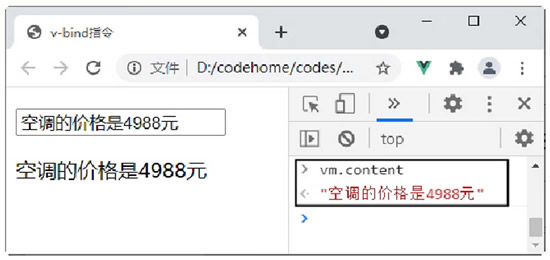 v-bind指令
文件 | D:/codehome/codes/...
空调的价格是4988元
空调的价格是4988元
top
> vm.content
"空调的价格是4988元"
>